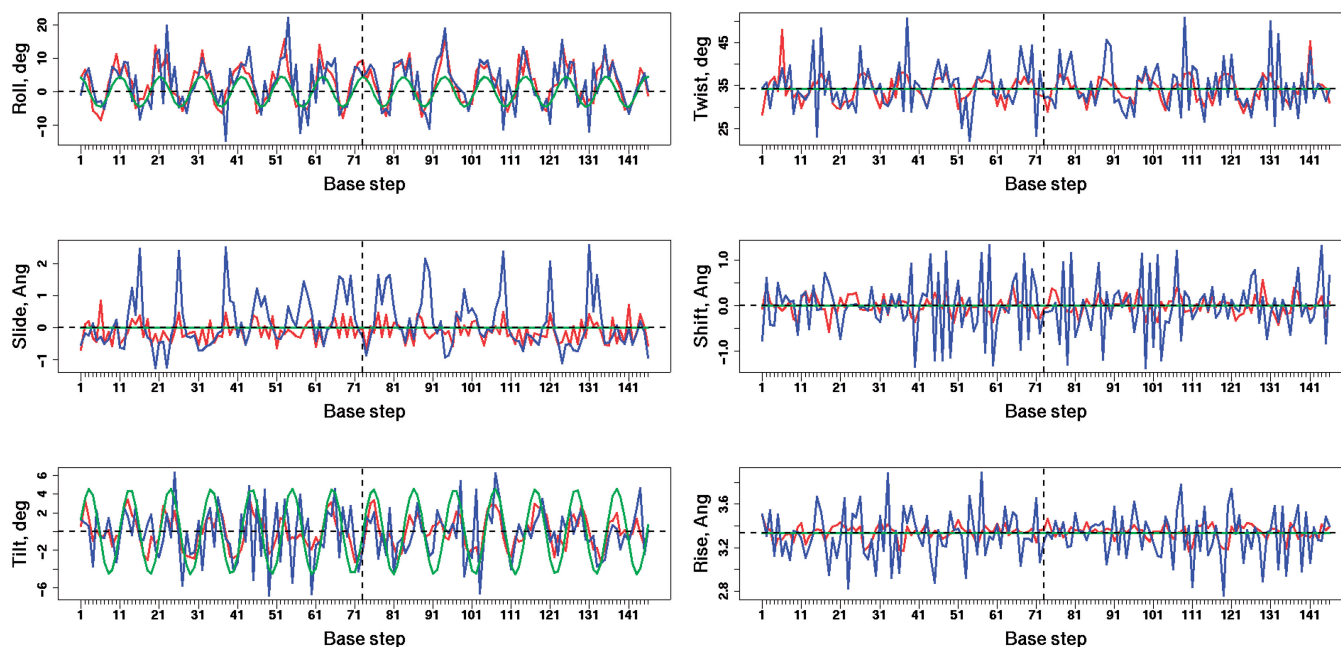 Roll, deg
20
10
0
−10
1 11 21 31 41 51 61 71 81 91 101 111 121 131 141
Base step
Twist, deg
45
35
25
1 11 21 31 41 51 61 71 81 91 101 111 121 131 141
Base step
Slide, Ang
2
1
0
−1
1 11 21 31 41 51 61 71 81 91 101 111 121 131 141
Base step
Shift, Ang
1.0
0.0
−1.0
1 11 21 31 41 51 61 71 81 91 101 111 121 131 141
Base step
Tilt, deg
6
4
2
0
−2
−6
1 11 21 31 41 51 61 71 81 91 101 111 121 131 141
Base step
Rise, Ang
3.6
3.2
2.8
1 11 21 31 41 51 61 71 81 91 101 111 121 131 141
Base step